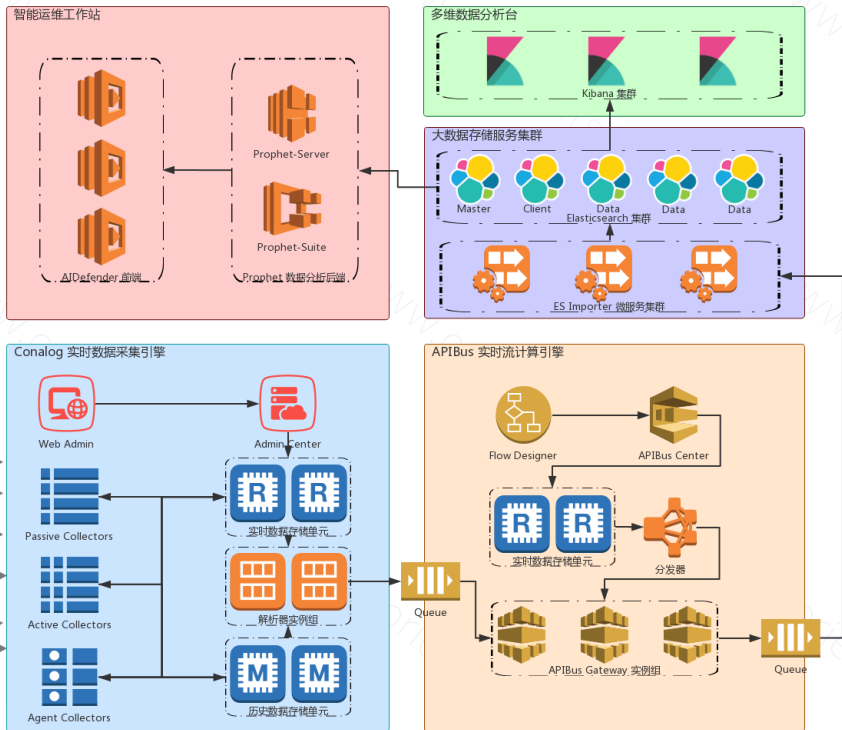 智能运维工作站
Prophet-Server
Prophet-Suite
AIDefender 前端
Prophet 数据分析后端
多维数据分析台
Kibana 集群
大数据存储服务集群
Master
Client
Data
Data
Data
Elasticsearch 集群
ES Importer 微服务集群
Conalog 实时数据采集引擎
Web Admin
Admin Center
R
R
Passive Collectors
实时数据存储单元
Active Collectors
解析器实例组
M
M
Agent Collectors
历史数据存储单元
Queue
APIBus 实时流计算引擎
Flow Designer
APIBus Center
R
R
实时数据存储单元
分发器
APIBus Gateway 实例组
Queue